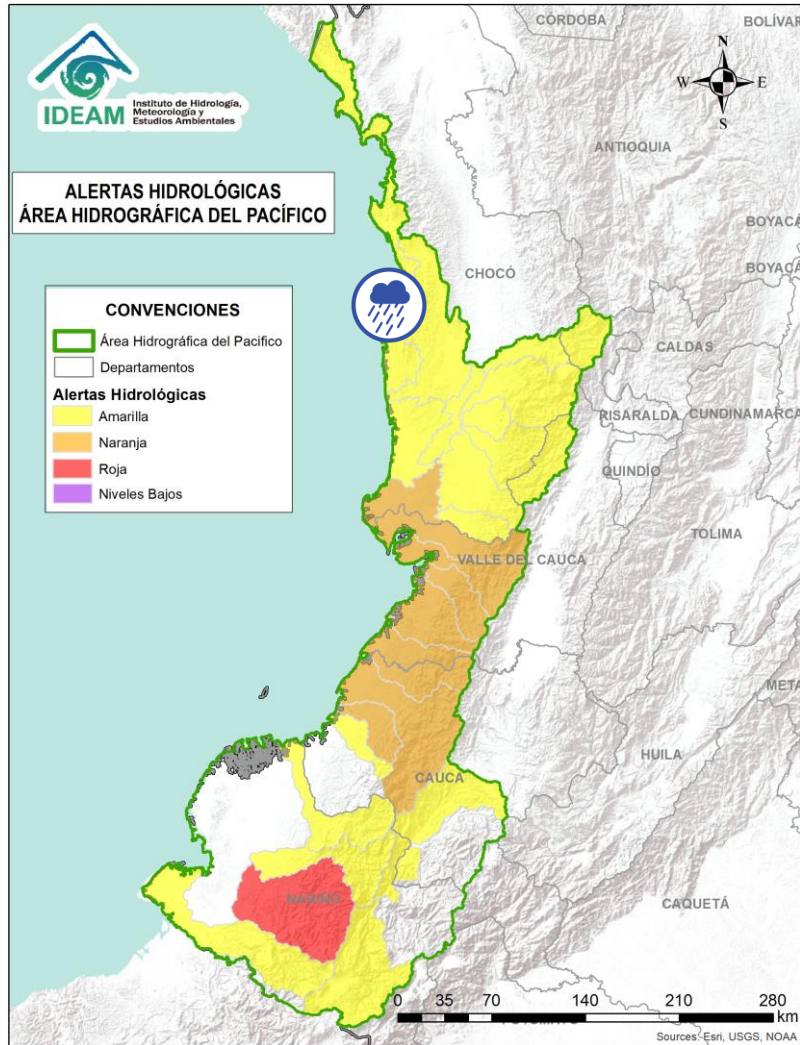 CÓRDOBA
BOLÍVAR
N
W
E
S
IDEAM
Instituto de Hidrología,
Meteorología y
Estudios Ambientales
ANTIOQUIA
ALERTAS HIDROLÓGICAS
ÁREA HIDROGRÁFICA DEL PACÍFICO
BOYACÁ
BOYACÁ
CHOCÓ
CONVENCIONES
Área Hidrográfica del Pacifico
Departamentos
Alertas Hidrológicas
Amarilla
Naranja
Roja
Niveles Bajos
CALDAS
RISARALDA
CUNDINAMARCA
QUINDÍO
TOLIMA
VALLE DEL CAUCA
META
HUILA
CAUCA
NARIÑO
CAQUETÁ
0 35 70 140 210 280
km
Sources: Esri, USGS, NOAA